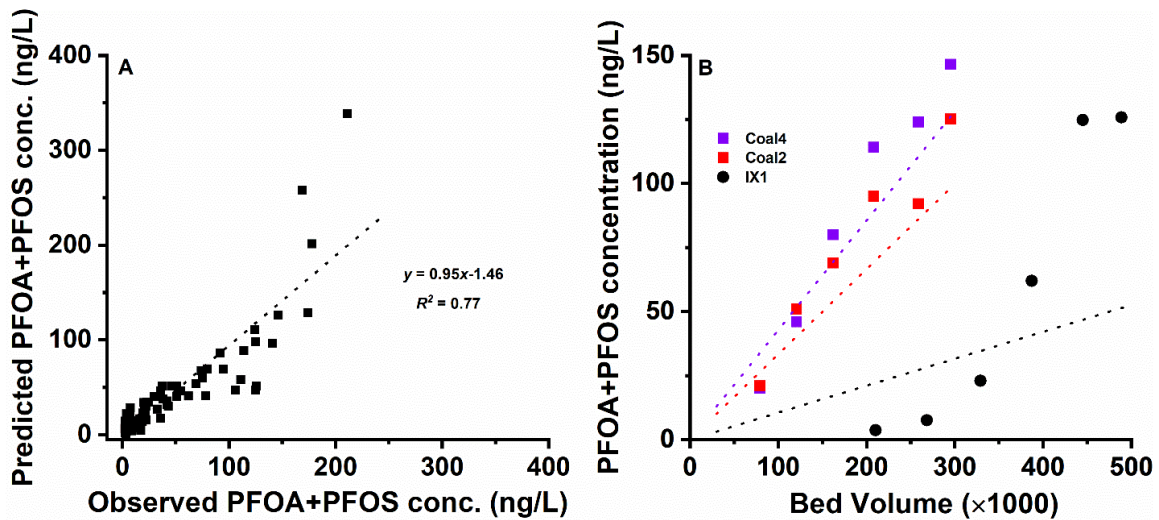 A
Predicted PFOA+PFOS conc. (ng/L)
400
300
200
100
0
y = 0.95x-1.46
R² = 0.77
0 100 200 300 400
Observed PFOA+PFOS conc. (ng/L)
B
PFOA+PFOS concentration (ng/L)
150
100
50
0
Coal4
Coal2
IX1
0 100 200 300 400 500
Bed Volume (×1000)